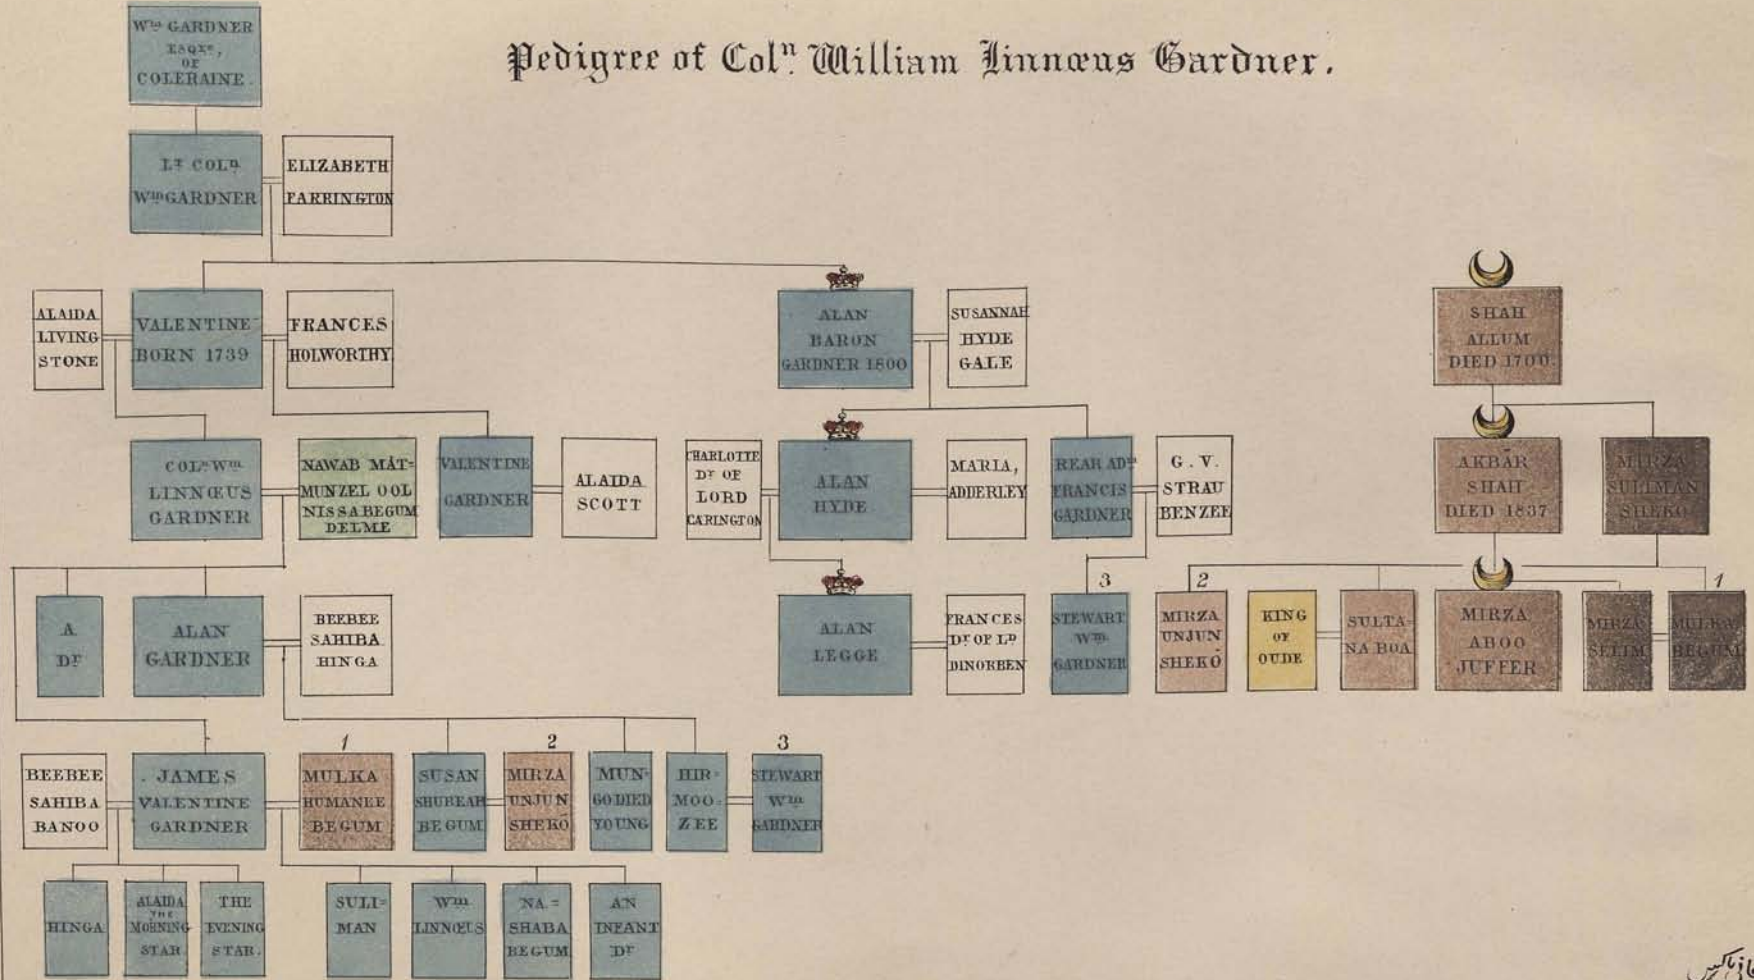 Pedigree of Colⁿ. William Linnæus Gardner.
Wᵐ GARDNER
ESQʳᵉ,
OF
COLERAINE.
Lᵀ COLᴺ
Wᵐ GARDNER
ELIZABETH
FARRINGTON
ALAIDA
LIVING
STONE
VALENTINE
BORN 1739
FRANCES
HOLWORTHY
ALAN
BARON
GARDNER 1800
SUSANNAH
HYDE
GALE
SHAH
ALLUM
DIED 1700.
COLᴺ Wᵐ
LINNŒUS
GARDNER
NAWAB MÂT=
MUNZEL OOL
NISSA BEGUM
DELME
VALENTINE
GARDNER
ALAIDA
SCOTT
CHARLOTTE
Dᴿ OF
LORD
CARINGTON
ALAN
HYDE
MARIA,
ADDERLEY
REAR ADᴹ
FRANCIS
GARDNER
G. V.
STRAU
BENZEE
AKBĀR
SHAH
DIED 1837
MIRZA
SULIMAN
SHEKŌ
A
Dᴿ
ALAN
GARDNER
BEEBEE
SAHIBA
HINGA
ALAN
LEGGE
FRANCES
Dᴿ OF Lᴰ
DINORBEN
3
STEWART
Wᵐ
GARDNER
2
MIRZA
UNJUN
SHEKŌ
KING
OF
OUDE
SULTA=
NA BOA
MIRZA
ABOO
JUFFER
MIRZA
SELIM
1
MULKA
BEGUM
BEEBEE
SAHIBA
BANOO
JAMES
VALENTINE
GARDNER
1
MULKA
HUMANEE
BEGUM
SUSAN
SHUBEAH
BEGUM
2
MIRZA
UNJUN
SHEKŌ
MUN=
GO DIED
YOUNG
HIR=
MOO=
ZEE
3
STEWART
Wᵐ
GARDNER
HINGA
ALAIDA
THE
MORNING
STAR.
THE
EVENING
STAR.
SULI=
MAN
Wᵐ
LINNŒUS
NA=
SHABA
BEGUM
AN
INFANT
Dᴿ